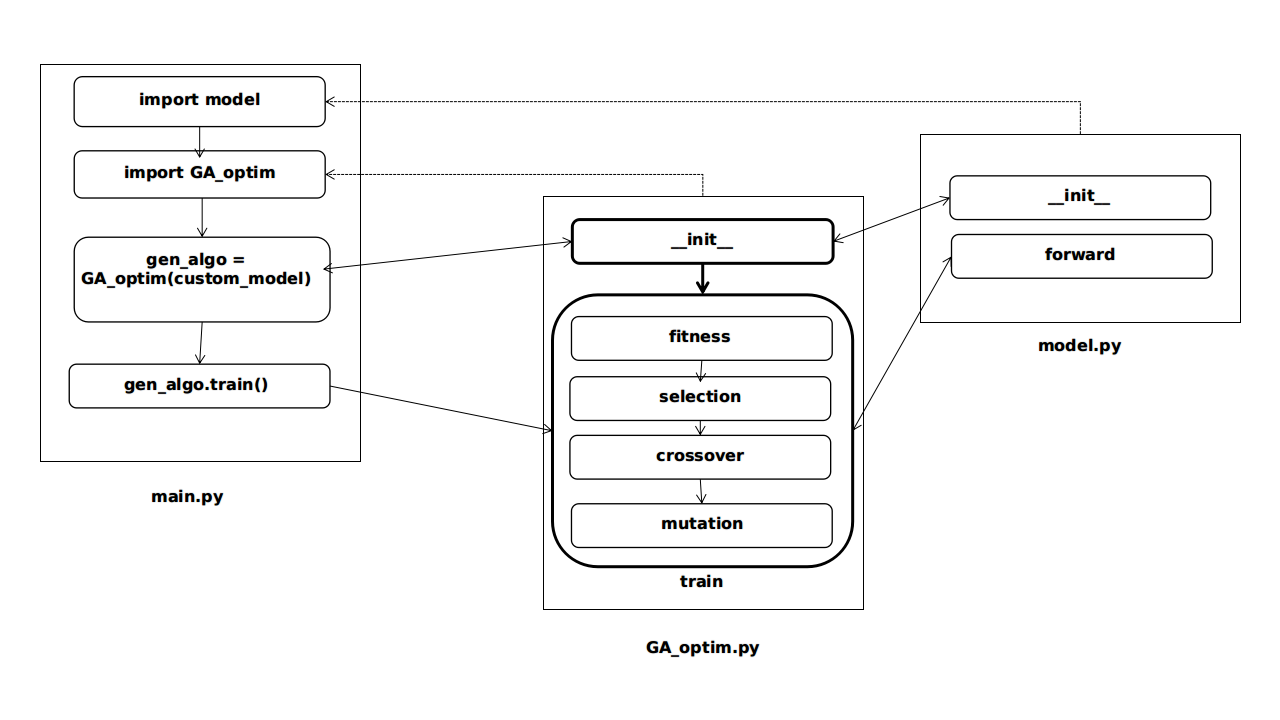 import model
import GA_optim
gen_algo =
GA_optim(custom_model)
gen_algo.train()
main.py
__init__
fitness
selection
crossover
mutation
train
GA_optim.py
__init__
forward
model.py